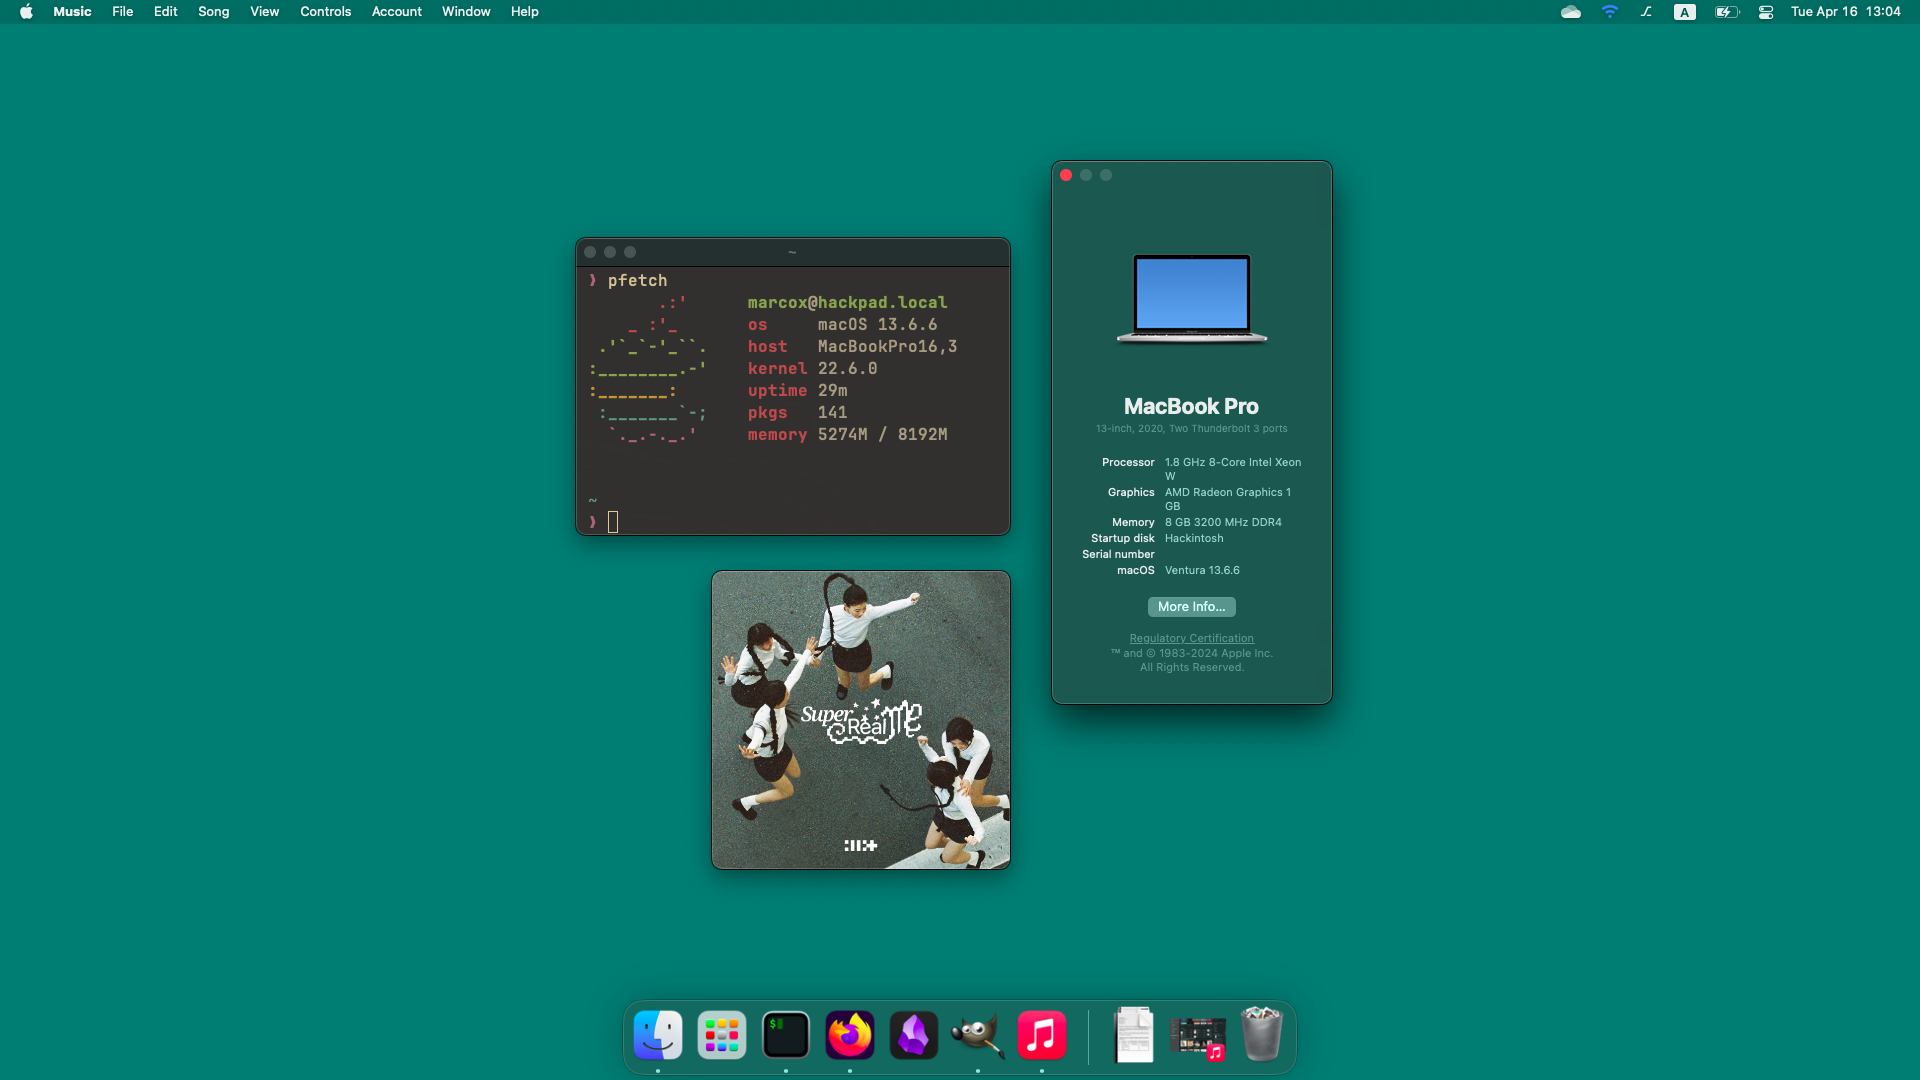 Music File Edit Song View Controls Account Window Help
A
Tue Apr 16 13:04
~
❫ pfetch
marcox@hackpad.local
os macOS 13.6.6
host MacBookPro16,3
kernel 22.6.0
uptime 29m
pkgs 141
memory 5274M / 8192M
~
❫
MacBook Pro
13-inch, 2020, Two Thunderbolt 3 ports
Processor 1.8 GHz 8-Core Intel Xeon
W
Graphics AMD Radeon Graphics 1
GB
Memory 8 GB 3200 MHz DDR4
Startup disk Hackintosh
Serial number
macOS Ventura 13.6.6
More Info...
Regulatory Certification
™ and © 1983-2024 Apple Inc.
All Rights Reserved.
Super
Real ME
$